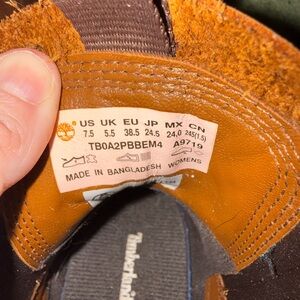 US UK EU JP MX CN
7.5 5.5 38.5 24.5 24.0 245(1.5)
TB0A2PBBEM4 A9719
MADE IN BANGLADESH WOMENS
Timberland